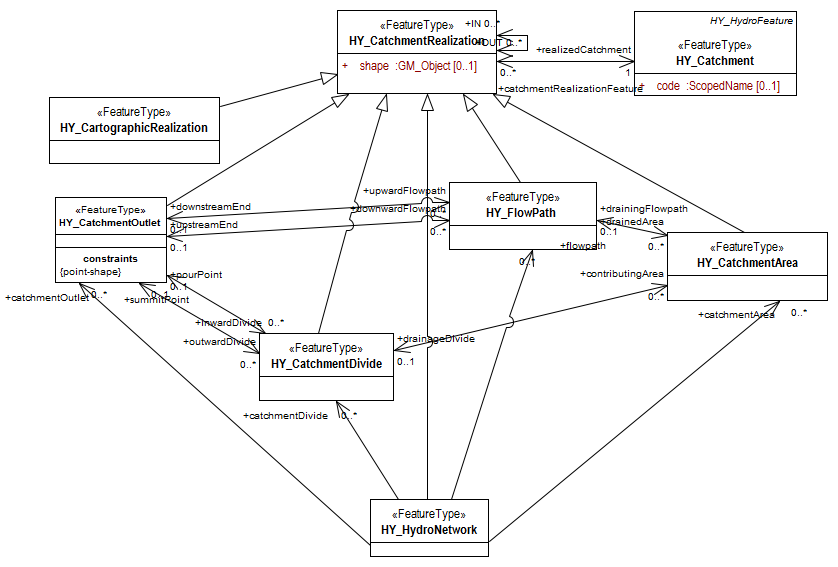 «FeatureType»
HY_CatchmentRealization
+ shape :GM_Object [0..1]
+IN 0..*
+OUT 0..*
+realizedCatchment
0..*
1
+catchmentRealizationFeature
HY_HydroFeature
«FeatureType»
HY_Catchment
+ code :ScopedName [0..1]
«FeatureType»
HY_CartographicRealization
«FeatureType»
HY_CatchmentOutlet
constraints
{point-shape}
+downstreamEnd
0..1
+upstreamEnd
0..1
+upwardFlowpath
+downwardFlowpath
0..*
«FeatureType»
HY_FlowPath
+drainingFlowpath
+drainedArea
0..1
0..*
+flowpath
0..*
«FeatureType»
HY_CatchmentArea
+contributingArea
0..*
+catchmentArea
0..*
+pourPoint
0..1
+catchmentOutlet
0..*
+summitPoint
0..1
+inwardDivide 0..*
+outwardDivide
0..*
«FeatureType»
HY_CatchmentDivide
+drainageDivide
0..1
+catchmentDivide
0..*
«FeatureType»
HY_HydroNetwork